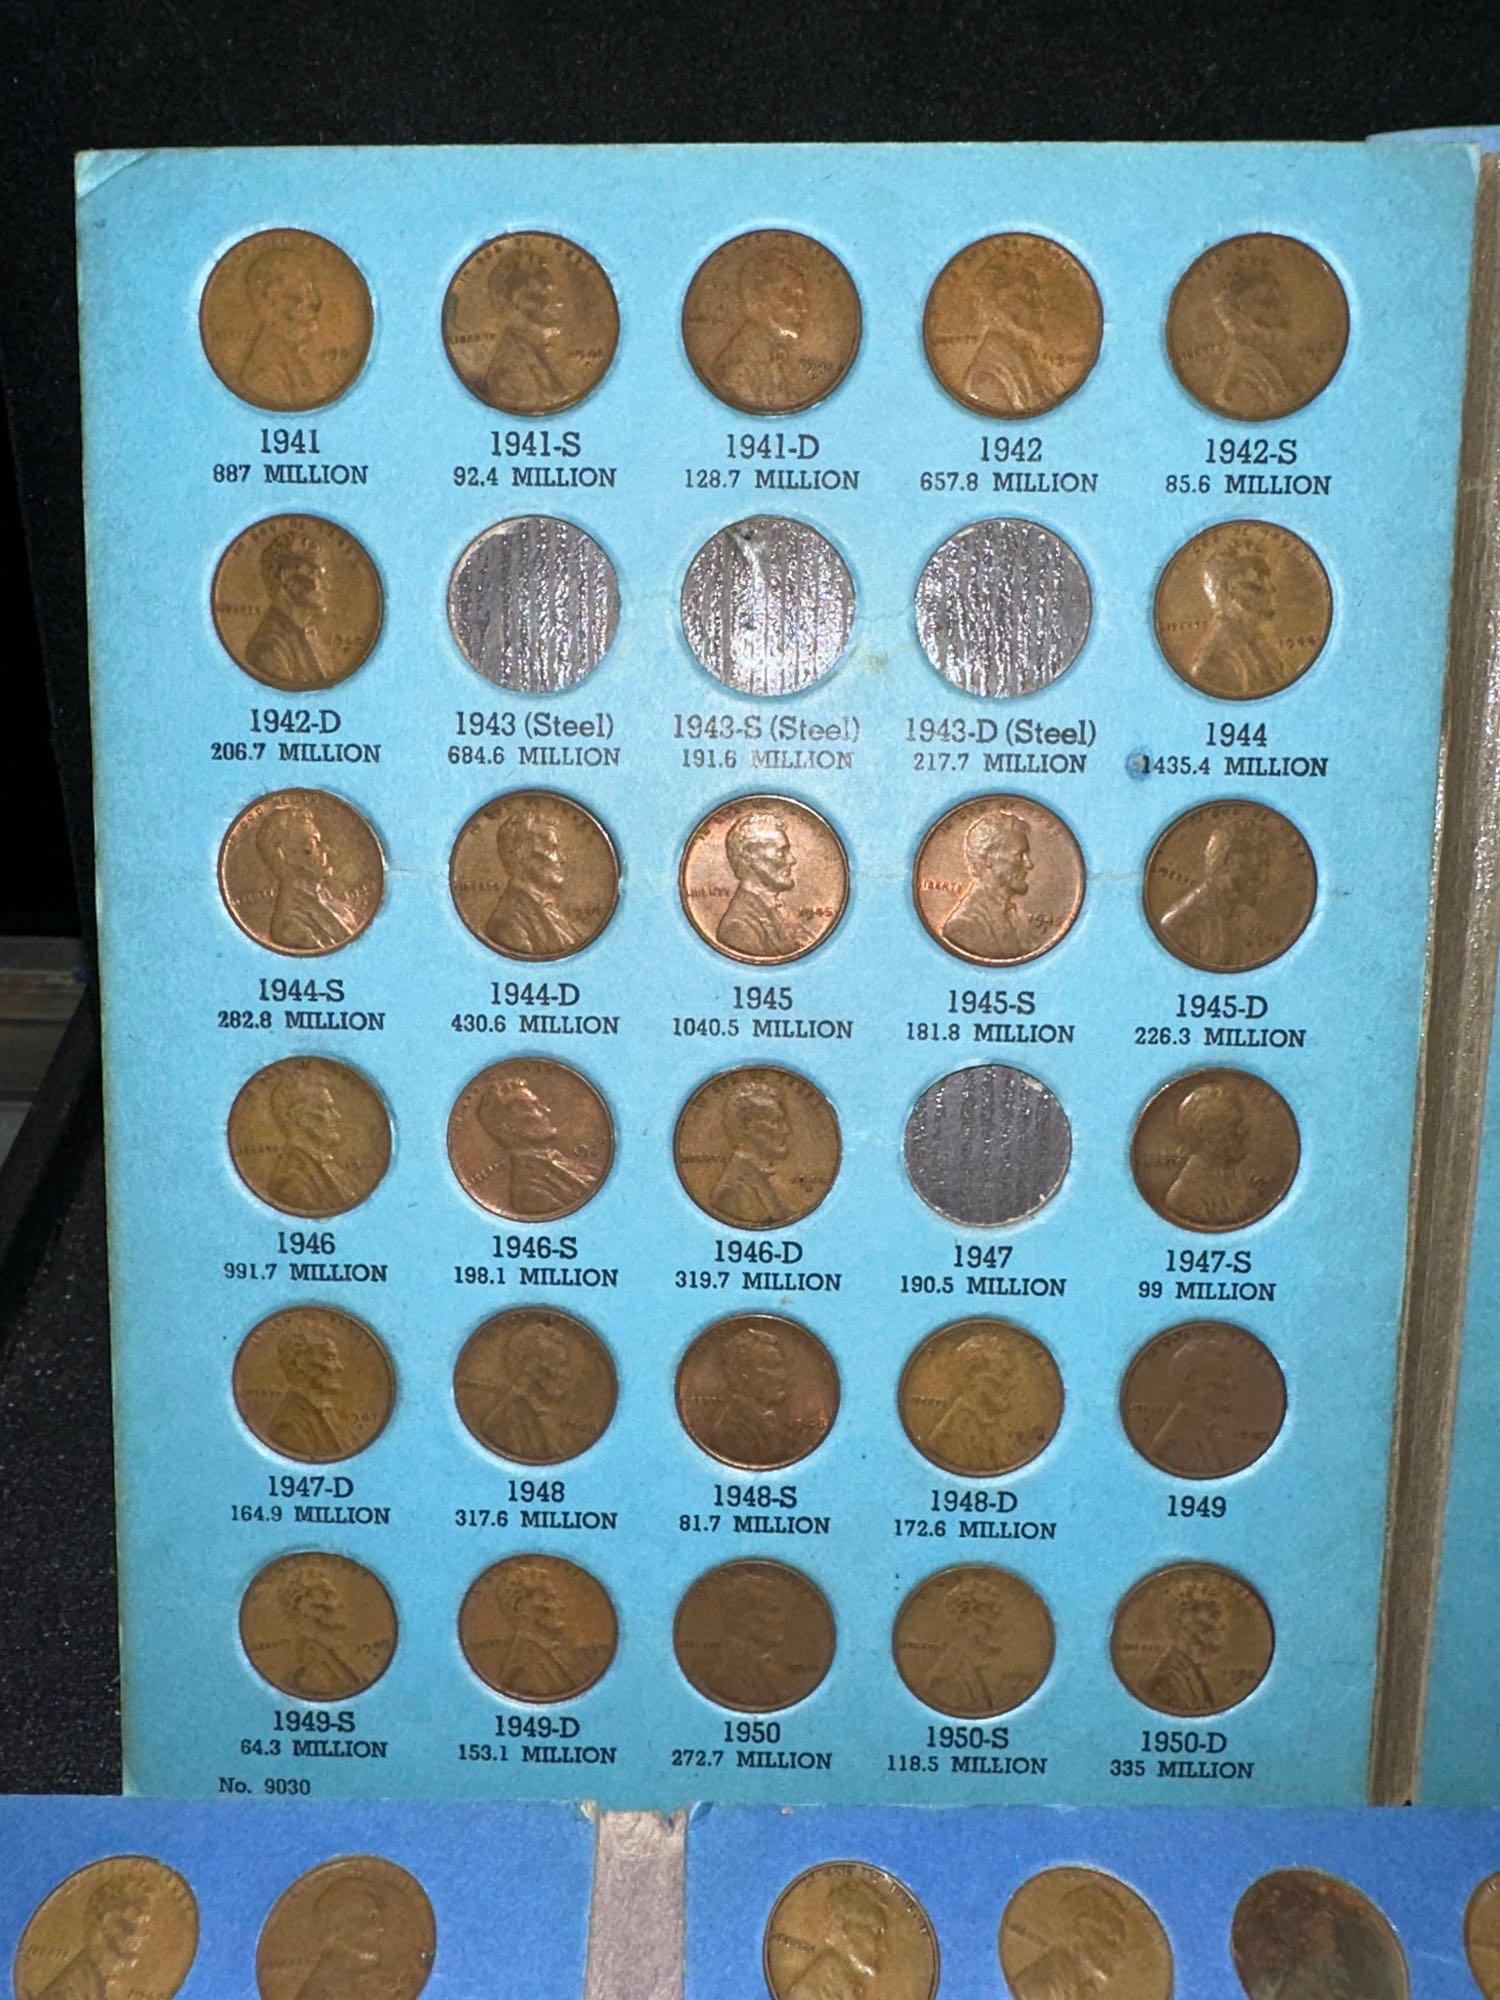 1941
887 MILLION
1941-S
92.4 MILLION
1941-D
128.7 MILLION
1942
657.8 MILLION
1942-S
85.6 MILLION
1942-D
206.7 MILLION
1943 (Steel)
684.6 MILLION
1943-S (Steel)
191.6 MILLION
1943-D (Steel)
217.7 MILLION
1944
1435.4 MILLION
1944-S
282.8 MILLION
1944-D
430.6 MILLION
1945
1040.5 MILLION
1945-S
181.8 MILLION
1945-D
226.3 MILLION
1946
991.7 MILLION
1946-S
198.1 MILLION
1946-D
319.7 MILLION
1947
190.5 MILLION
1947-S
99 MILLION
1947-D
164.9 MILLION
1948
317.6 MILLION
1948-S
81.7 MILLION
1948-D
172.6 MILLION
1949
1949-S
64.3 MILLION
1949-D
153.1 MILLION
1950
272.7 MILLION
1950-S
118.5 MILLION
1950-D
335 MILLION
No. 9030